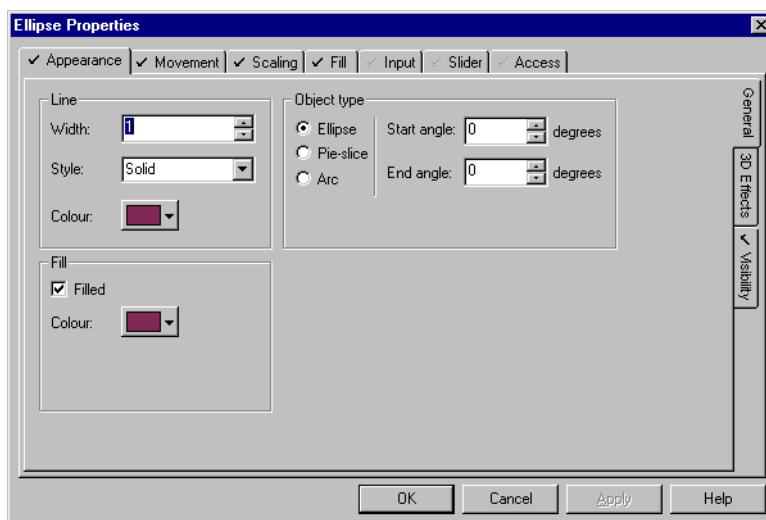 Ellipse Properties
Appearance Movement Scaling Fill Input Slider Access
Line
Width: 1
Style: Solid
Colour:
Object type
Ellipse
Pie-slice
Arc
Start angle: 0 degrees
End angle: 0 degrees
Fill
Filled
Colour:
General
3D Effects
Visibility
OK Cancel Apply Help